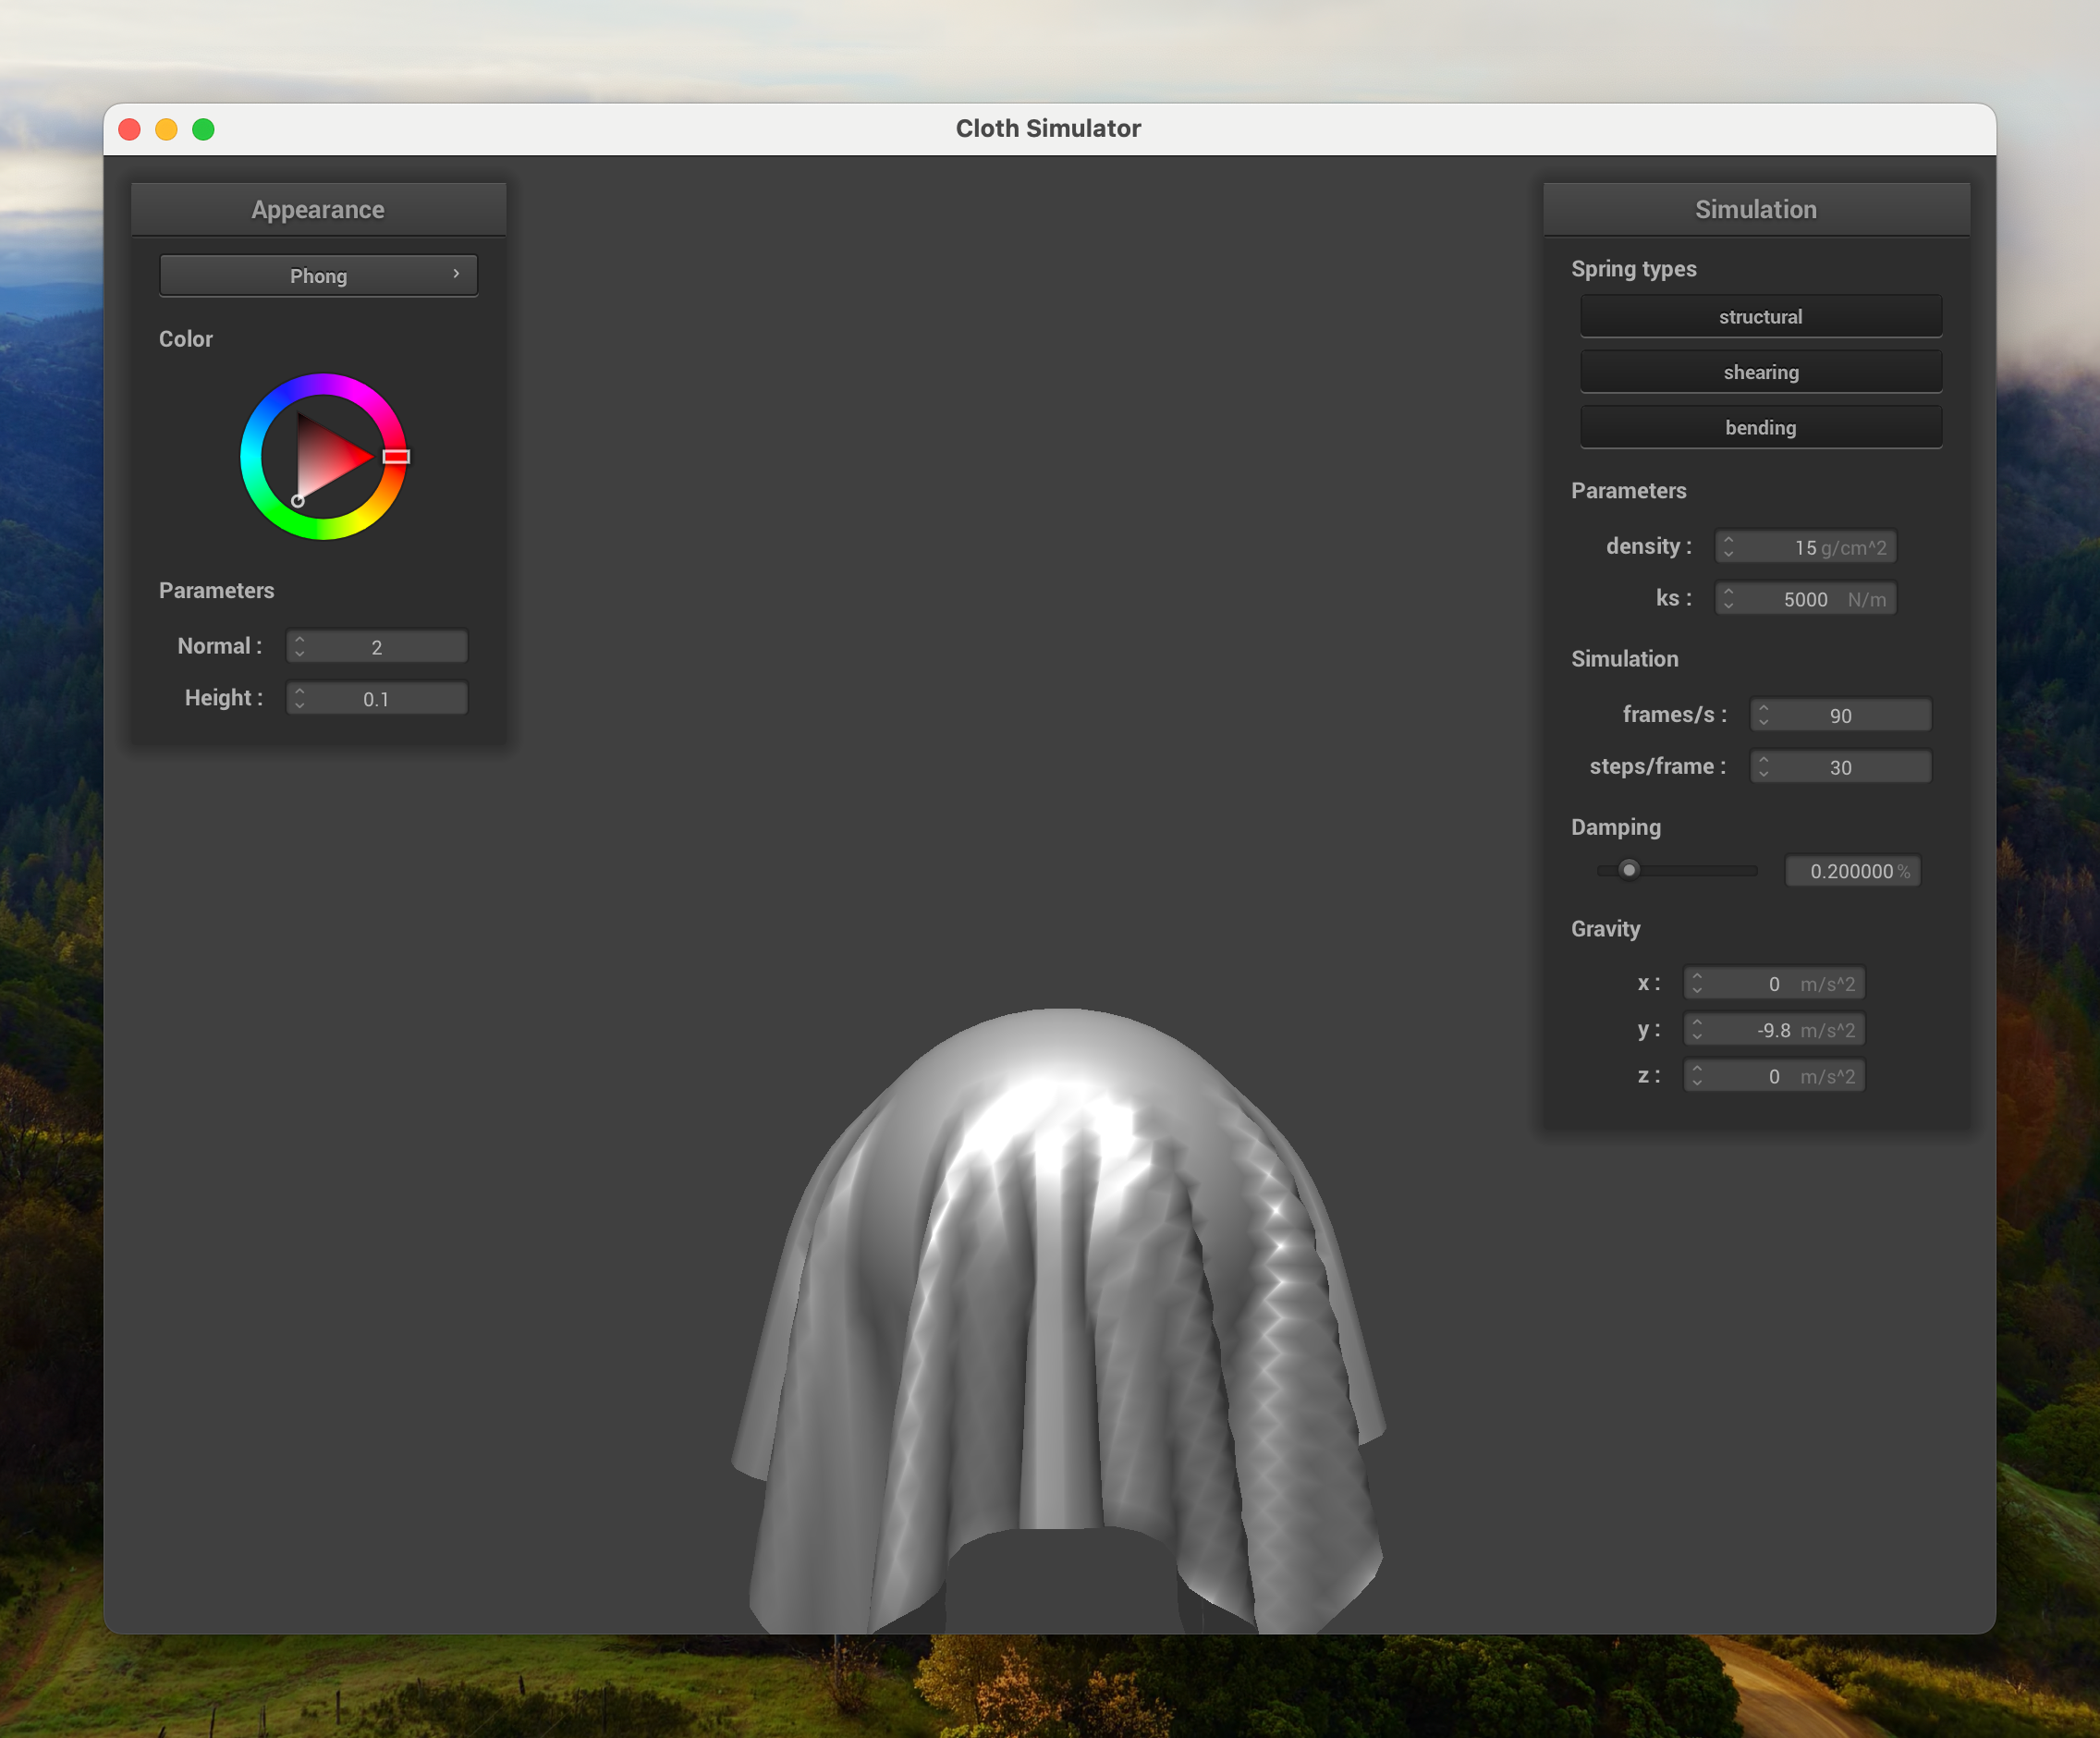 Cloth Simulator
Appearance
Phong
Color
Parameters
Normal : 2
Height : 0.1
Simulation
Spring types
structural
shearing
bending
Parameters
density : 15 g/cm^2
ks : 5000 N/m
Simulation
frames/s : 90
steps/frame : 30
Damping
0.200000 %
Gravity
x : 0 m/s^2
y : -9.8 m/s^2
z : 0 m/s^2